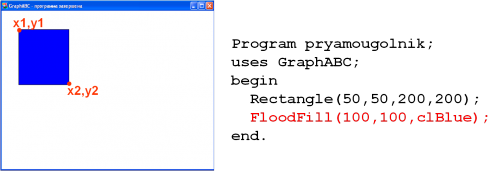 GraphABC - программа завершена
x1,y1
x2,y2
Program pryamougolnik;
uses GraphABC;
begin
Rectangle(50,50,200,200);
FloodFill(100,100,clBlue);
end.